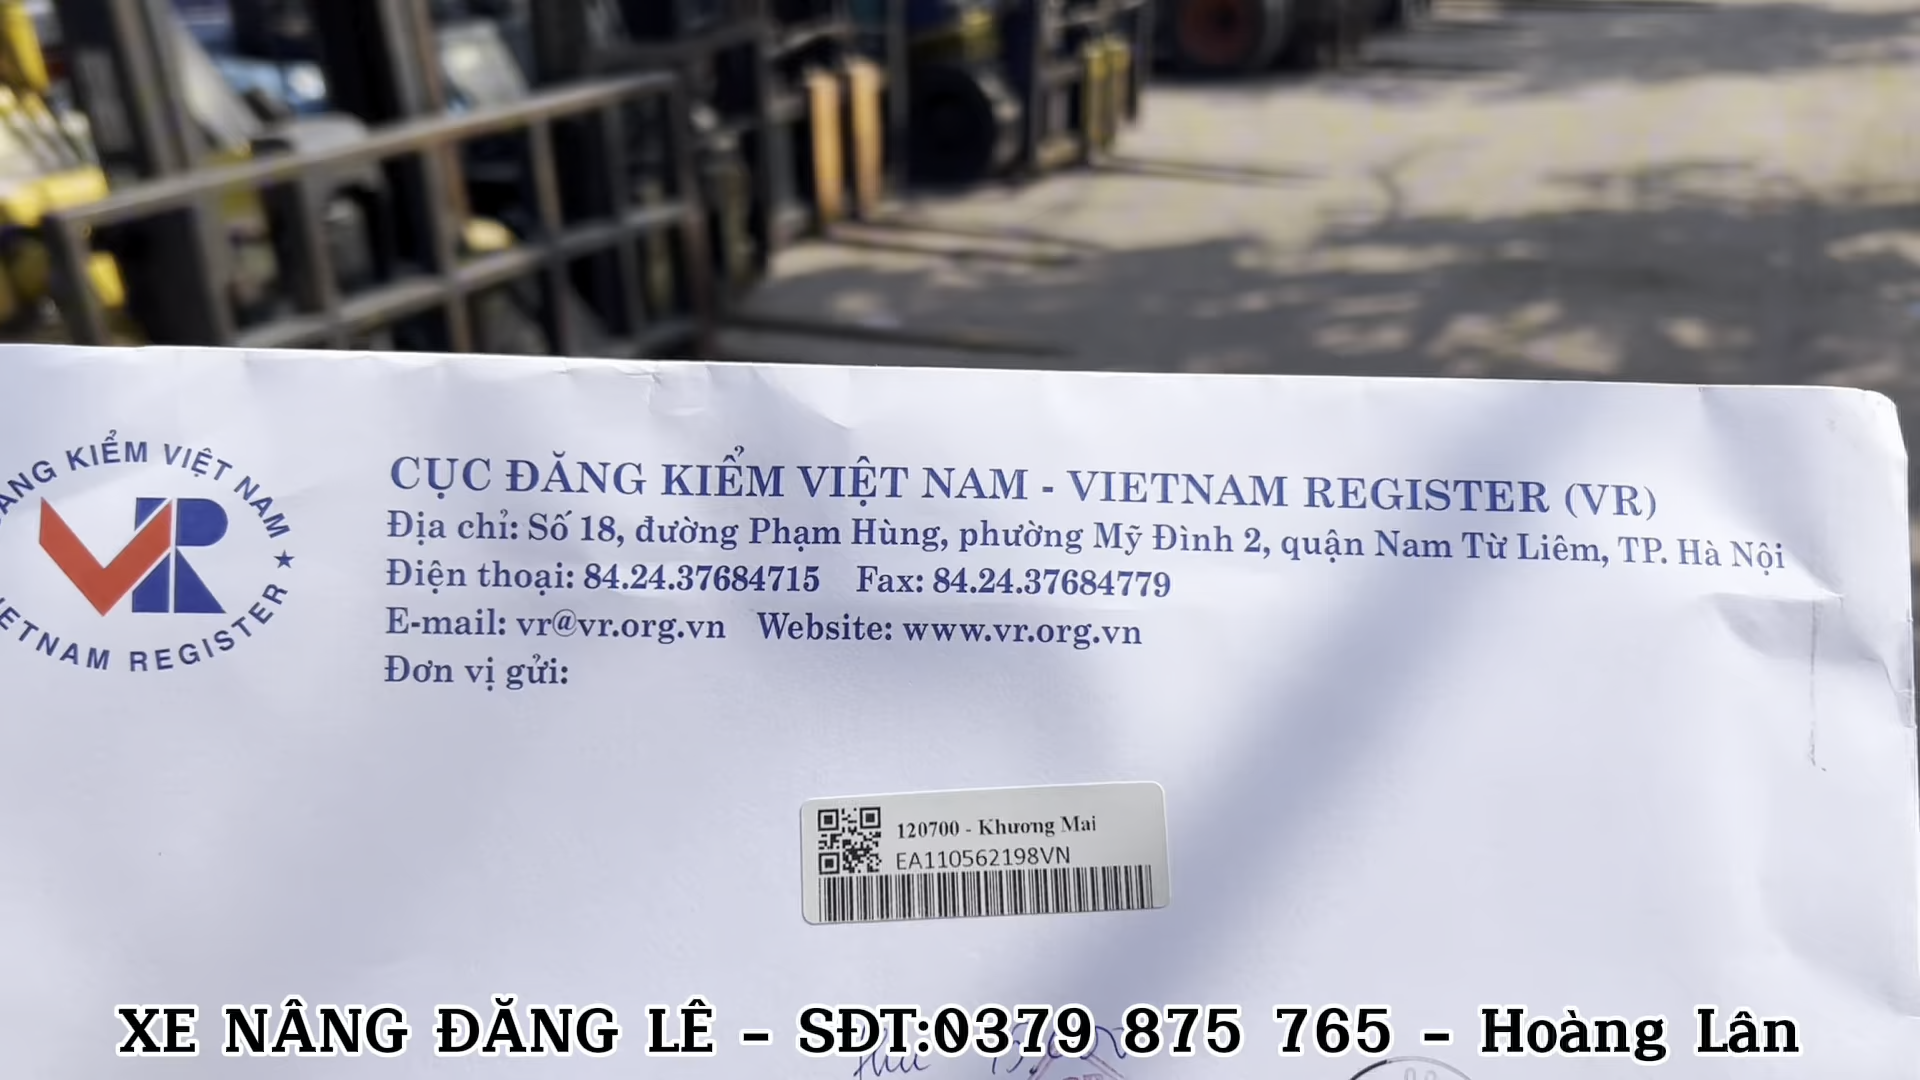 ĐĂNG KIỂM VIỆT NAM ★
VIETNAM REGISTER
VR
CỤC ĐĂNG KIỂM VIỆT NAM - VIETNAM REGISTER (VR)
Địa chỉ: Số 18, đường Phạm Hùng, phường Mỹ Đình 2, quận Nam Từ Liêm, TP. Hà Nội
Điện thoại: 84.24.37684715 Fax: 84.24.37684779
E-mail: vr@vr.org.vn Website: www.vr.org.vn
Đơn vị gửi:
120700 - Khương Mai
EA110562198VN
XE NÂNG ĐĂNG LÊ – SĐT:0379 875 765 – Hoàng Lân